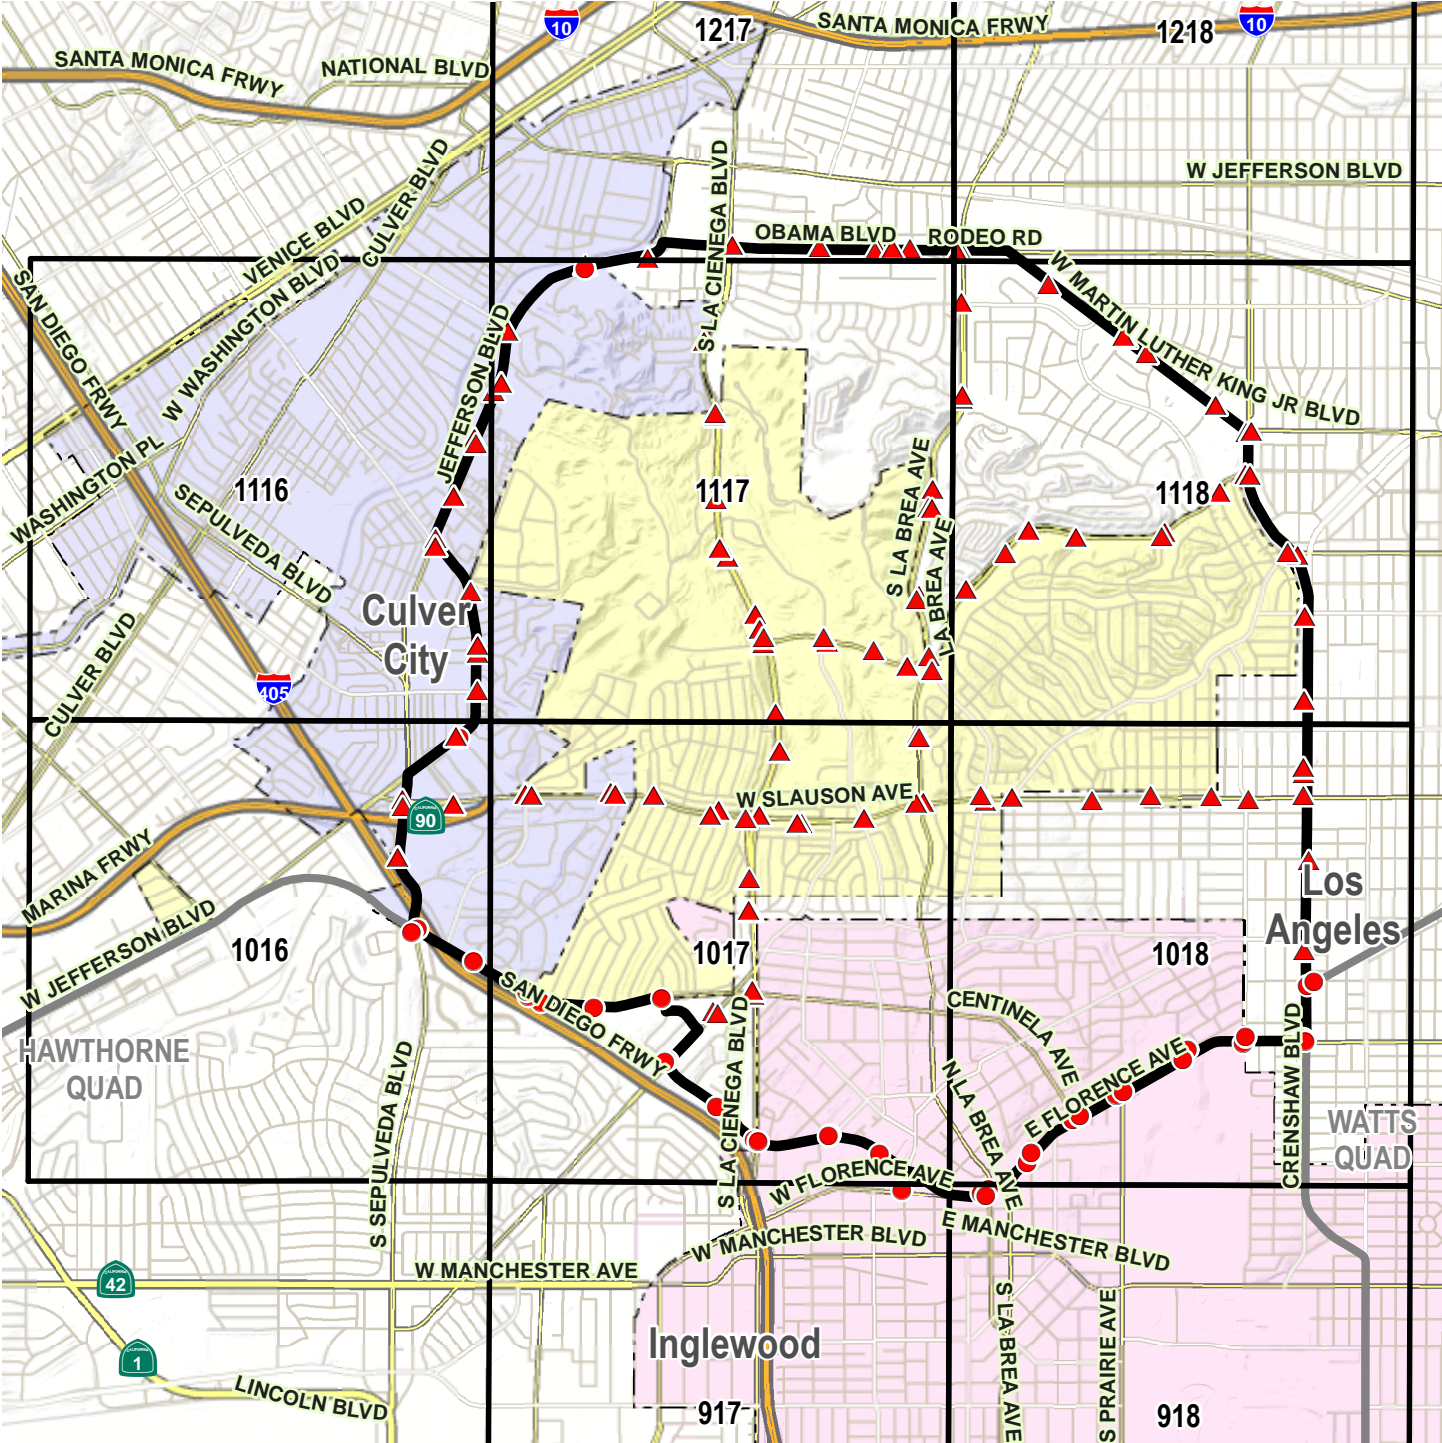 10
1217
SANTA MONICA FRWY
1218
10
SANTA MONICA FRWY
NATIONAL BLVD
CULVER BLVD
VENICE BLVD
W WASHINGTON BLVD
S LA CIENEGA BLVD
W JEFFERSON BLVD
OBAMA BLVD
RODEO RD
W MARTIN LUTHER KING JR BLVD
SAN DIEGO FRWY
JEFFERSON BLVD
WASHINGTON PL
SEPULVEDA BLVD
1116
1117
1118
S LA BREA AVE
LA BREA AVE
Culver
City
CULVER BLVD
405
W SLAUSON AVE
90
MARINA FRWY
W JEFFERSON BLVD
Los
Angeles
1016
1017
1018
SAN DIEGO FRWY
CENTINELA AVE
HAWTHORNE
QUAD
S SEPULVEDA BLVD
S LA CIENEGA BLVD
N LA BREA AVE
E FLORENCE AVE
CRENSHAW BLVD
WATTS
QUAD
W FLORENCE AVE
E MANCHESTER BLVD
W MANCHESTER BLVD
W MANCHESTER AVE
CALIFORNIA
42
CALIFORNIA
1
LINCOLN BLVD
Inglewood
S LA BREA AVE
S PRAIRIE AVE
917
918